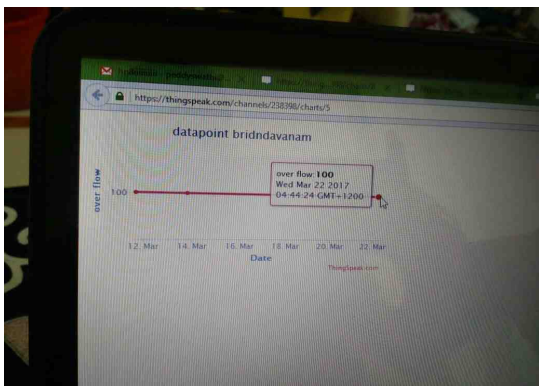 https://thingspeak.com/channels/238398/charts/5
datapoint bridndavanam
over flow: 100
Wed Mar 22 2017
04:44:24 GMT+1200
over flow
100
12. Mar 14. Mar 16. Mar 18. Mar 20. Mar 22. Mar
Date
ThingSpeak.com